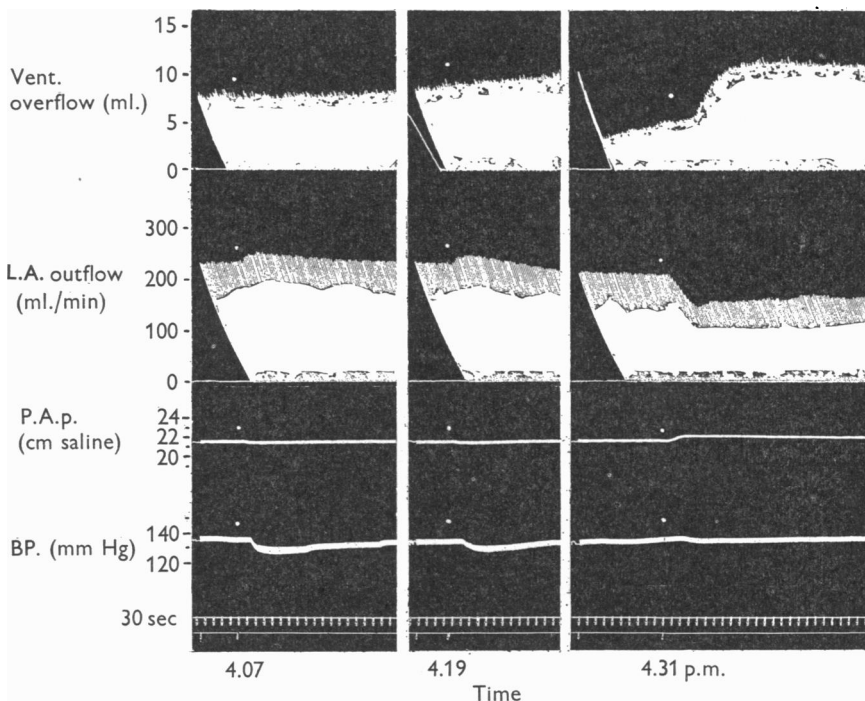 15
Vent.
overflow (ml.)
10
5
0
300
L.A. outflow
(ml./min)
200
100
0
P.A.p.
(cm saline)
24
22
20
BP. (mm Hg)
140
120
30 sec
4.07
4.19
4.31 p.m.
Time